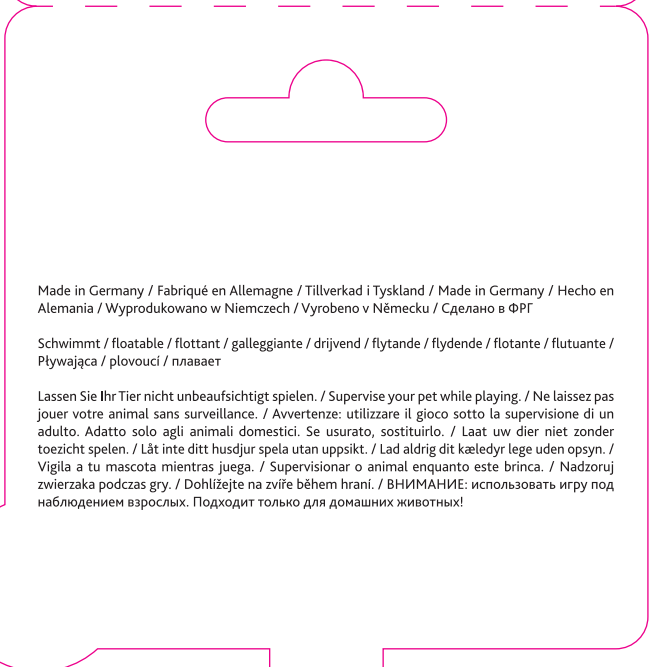 Made in Germany / Fabriqué en Allemagne / Tillverkad i Tyskland / Made in Germany / Hecho en
Alemania / Wyprodukowano w Niemczech / Vyrobeno v Německu / Сделано в ФРГ
Schwimmt / floatable / flottant / galleggiante / drijvend / flytande / flydende / flotante / flutuante /
Pływająca / plovoucí / плавает
Lassen Sie Ihr Tier nicht unbeaufsichtigt spielen. / Supervise your pet while playing. / Ne laissez pas
jouer votre animal sans surveillance. / Avvertenze: utilizzare il gioco sotto la supervisione di un
adulto. Adatto solo agli animali domestici. Se usurato, sostituirlo. / Laat uw dier niet zonder
toezicht spelen. / Låt inte ditt husdjur spela utan uppsikt. / Lad aldrig dit kæledyr lege uden opsyn. /
Vigila a tu mascota mientras juega. / Supervisionar o animal enquanto este brinca. / Nadzoruj
zwierzaka podczas gry. / Dohlížejte na zvíře během hraní. / ВНИМАНИЕ: использовать игру под
наблюдением взрослых. Подходит только для домашних животных!